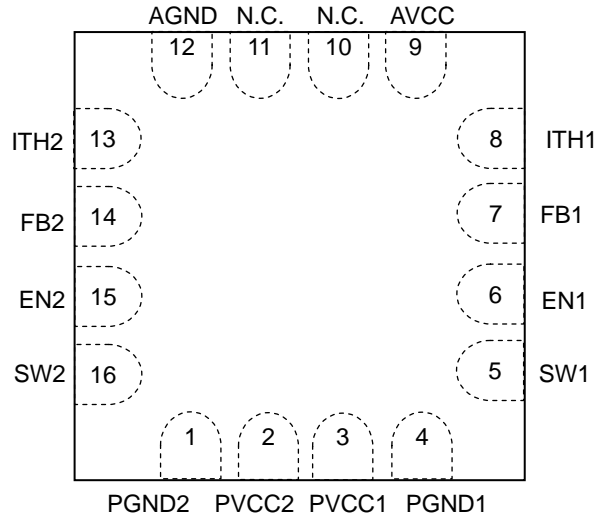 AGND N.C. N.C. AVCC
12 11 10 9
ITH2 13 8 ITH1
FB2 14 7 FB1
EN2 15 6 EN1
SW2 16 5 SW1
1 2 3 4
PGND2 PVCC2 PVCC1 PGND1